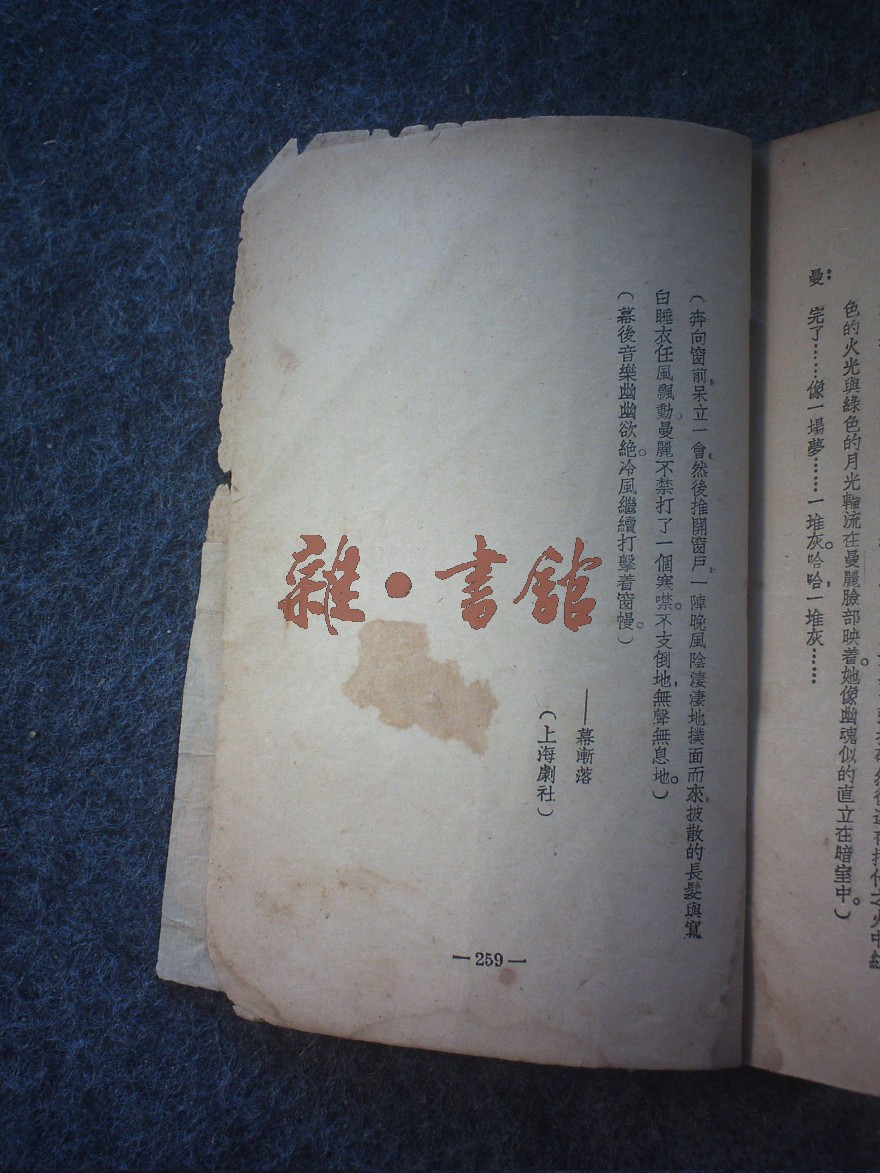 色的火光與綠色的月光輪流在曼麗臉部映着她像幽魂似的直立在暗室中。)
曼: 完了……像一場夢……一堆灰。哈哈,一堆灰……
(奔向窗前,呆立一會,然後推開窗戶,一陣晚風陰淒淒地撲面而來,披散的長髮與寬
白睡衣任風飄動。曼麗不禁打了一個寒噤。不支倒地,無聲無息地。)
(幕後音樂幽幽欲絕。冷風繼續打擊着窗幔。)
——幕漸落
(上海劇社)
—259—
雜·書館